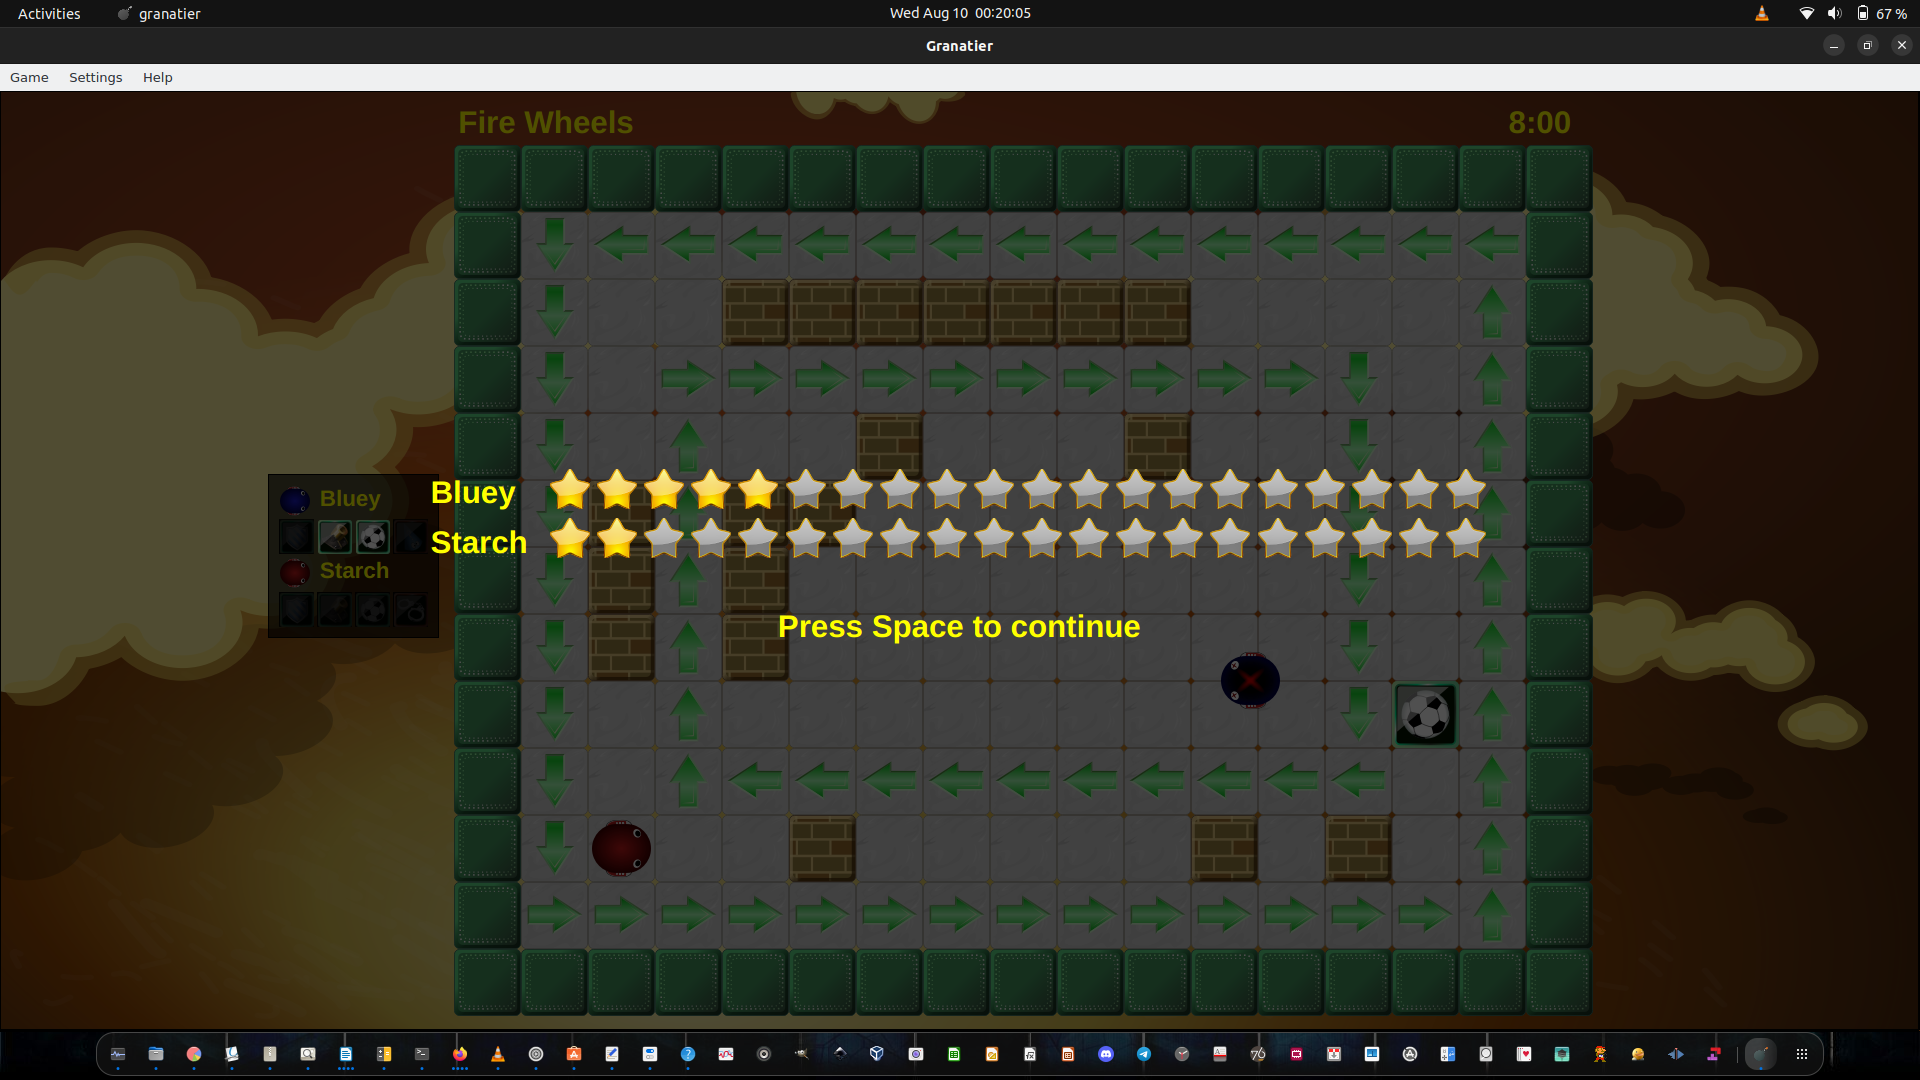 Activities
granatier
Wed Aug 10 00:20:05
67 %
Granatier
Game Settings Help
Fire Wheels
8:00
Bluey
Starch
Bluey
Starch
Press Space to continue
76